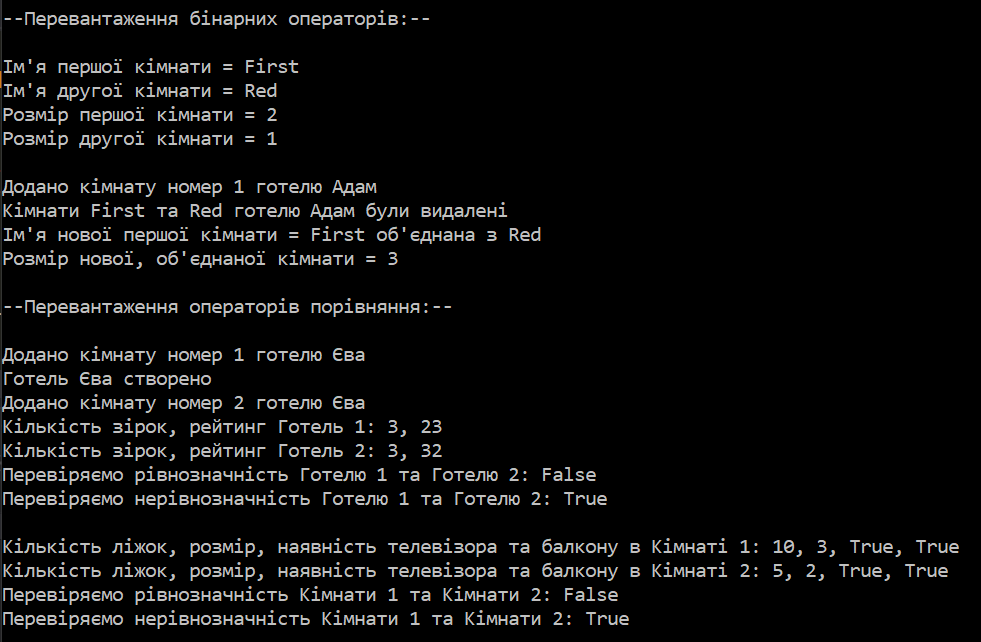 --Перевантаження бінарних операторів:--
Ім'я першої кімнати = First
Ім'я другої кімнати = Red
Розмір першої кімнати = 2
Розмір другої кімнати = 1
Додано кімнату номер 1 готелю Адам
Кімнати First та Red готелю Адам були видалені
Ім'я нової першої кімнати = First об'єднана з Red
Розмір нової, об'єднаної кімнати = 3
--Перевантаження операторів порівняння:--
Додано кімнату номер 1 готелю Єва
Готель Єва створено
Додано кімнату номер 2 готелю Єва
Кількість зірок, рейтинг Готель 1: 3, 23
Кількість зірок, рейтинг Готель 2: 3, 32
Перевіряємо рівнозначність Готелю 1 та Готелю 2: False
Перевіряємо нерівнозначність Готелю 1 та Готелю 2: True
Кількість ліжок, розмір, наявність телевізора та балкону в Кімнаті 1: 10, 3, True, True
Кількість ліжок, розмір, наявність телевізора та балкону в Кімнаті 2: 5, 2, True, True
Перевіряємо рівнозначність Кімнати 1 та Кімнати 2: False
Перевіряємо нерівнозначність Кімнати 1 та Кімнати 2: True